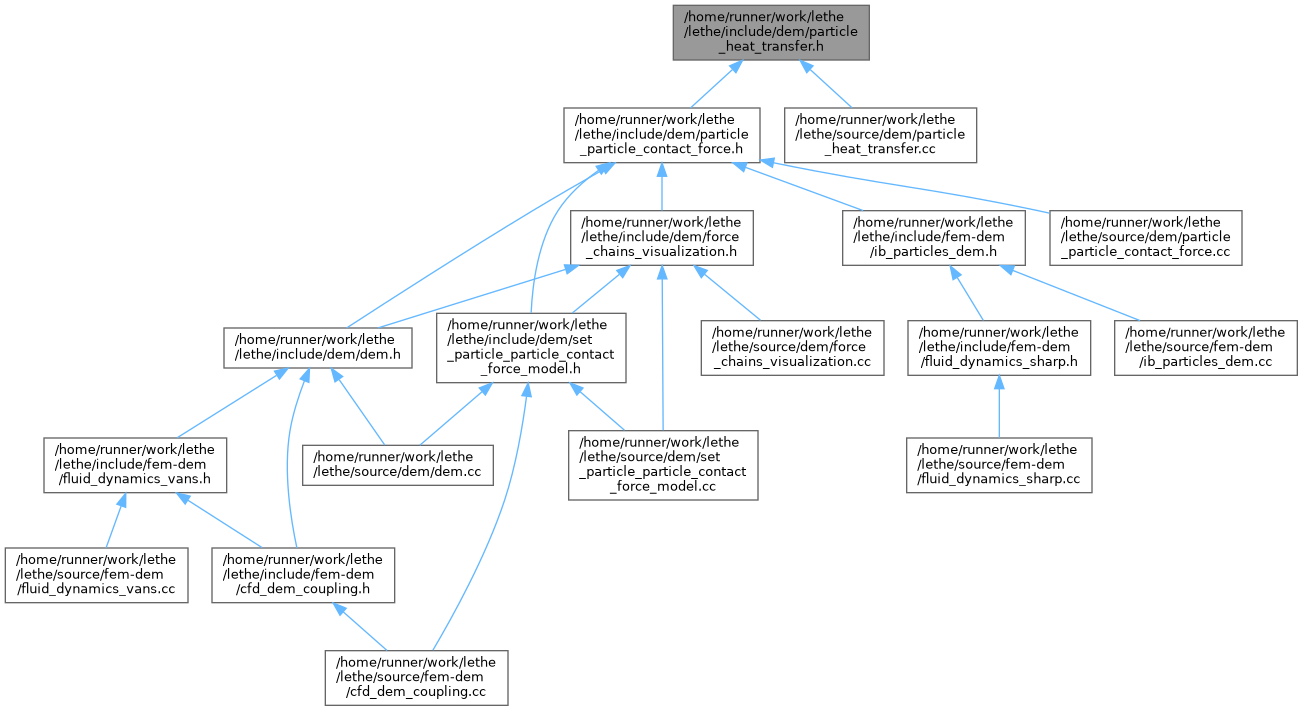 /home/runner/work/lethe
/lethe/include/dem/particle
_heat_transfer.h
/home/runner/work/lethe
/lethe/include/dem/particle
_particle_contact_force.h
/home/runner/work/lethe
/lethe/source/dem/particle
_heat_transfer.cc
/home/runner/work/lethe
/lethe/include/dem/force
_chains_visualization.h
/home/runner/work/lethe
/lethe/include/fem-dem
/ib_particles_dem.h
/home/runner/work/lethe
/lethe/source/dem/particle
_particle_contact_force.cc
/home/runner/work/lethe
/lethe/include/dem/dem.h
/home/runner/work/lethe
/lethe/include/dem/set
_particle_particle_contact
_force_model.h
/home/runner/work/lethe
/lethe/source/dem/force
_chains_visualization.cc
/home/runner/work/lethe
/lethe/include/fem-dem
/fluid_dynamics_sharp.h
/home/runner/work/lethe
/lethe/source/fem-dem
/ib_particles_dem.cc
/home/runner/work/lethe
/lethe/include/fem-dem
/fluid_dynamics_vans.h
/home/runner/work/lethe
/lethe/source/dem/dem.cc
/home/runner/work/lethe
/lethe/source/dem/set
_particle_particle_contact
_force_model.cc
/home/runner/work/lethe
/lethe/source/fem-dem
/fluid_dynamics_sharp.cc
/home/runner/work/lethe
/lethe/source/fem-dem
/fluid_dynamics_vans.cc
/home/runner/work/lethe
/lethe/include/fem-dem
/cfd_dem_coupling.h
/home/runner/work/lethe
/lethe/source/fem-dem
/cfd_dem_coupling.cc